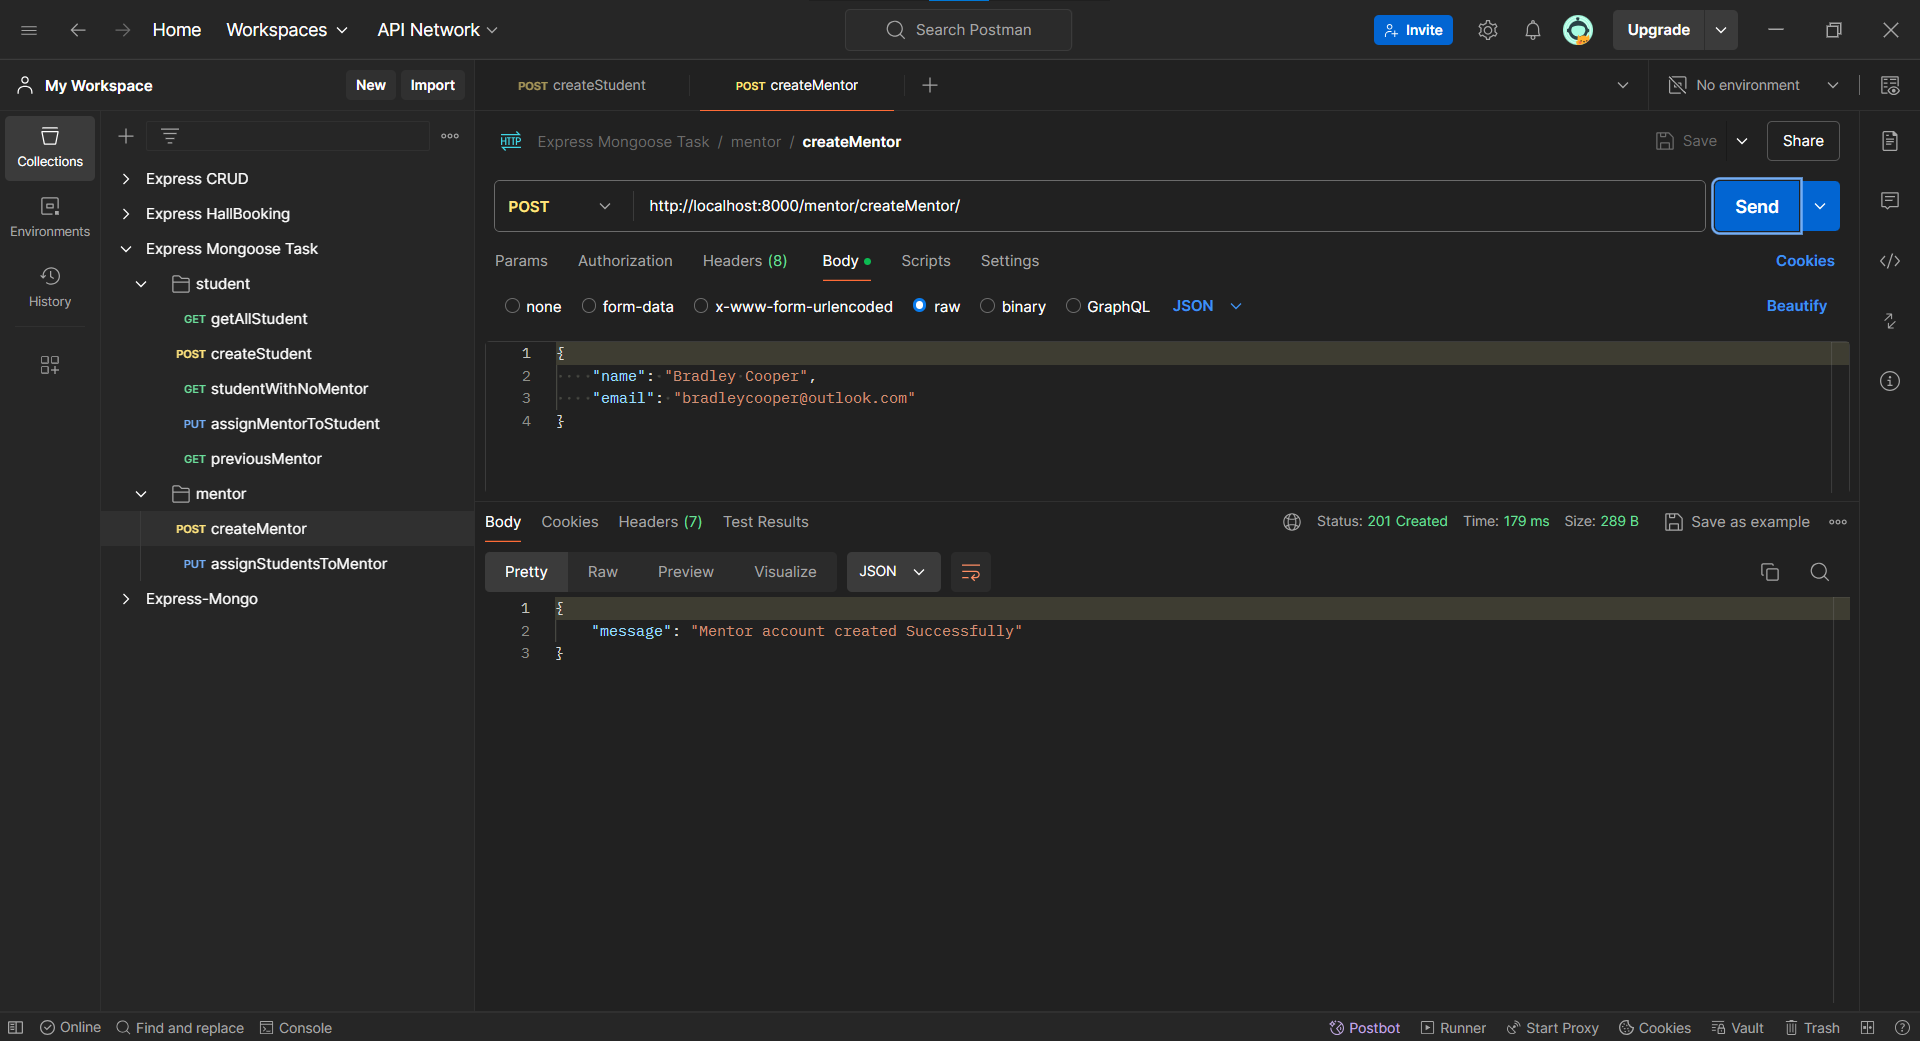 Home Workspaces API Network Search Postman Invite Upgrade
My Workspace New Import POST createStudent POST createMentor No environment
Collections
Environments
History
Express CRUD
Express HallBooking
Express Mongoose Task
student
GET getAllStudent
POST createStudent
GET studentWithNoMentor
PUT assignMentorToStudent
GET previousMentor
mentor
POST createMentor
PUT assignStudentsToMentor
Express-Mongo
HTTP Express Mongoose Task / mentor / createMentor Save Share
POST http://localhost:8000/mentor/createMentor/ Send
Params Authorization Headers (8) Body Scripts Settings Cookies
none form-data x-www-form-urlencoded raw binary GraphQL JSON Beautify
1 {
2 ····"name":·"Bradley·Cooper",
3 ····"email":·"bradleycooper@outlook.com"
4 }
Body Cookies Headers (7) Test Results Status: 201 Created Time: 179 ms Size: 289 B Save as example
Pretty Raw Preview Visualize JSON
1 {
2 "message": "Mentor account created Successfully"
3 }
Online Find and replace Console Postbot Runner Start Proxy Cookies Vault Trash